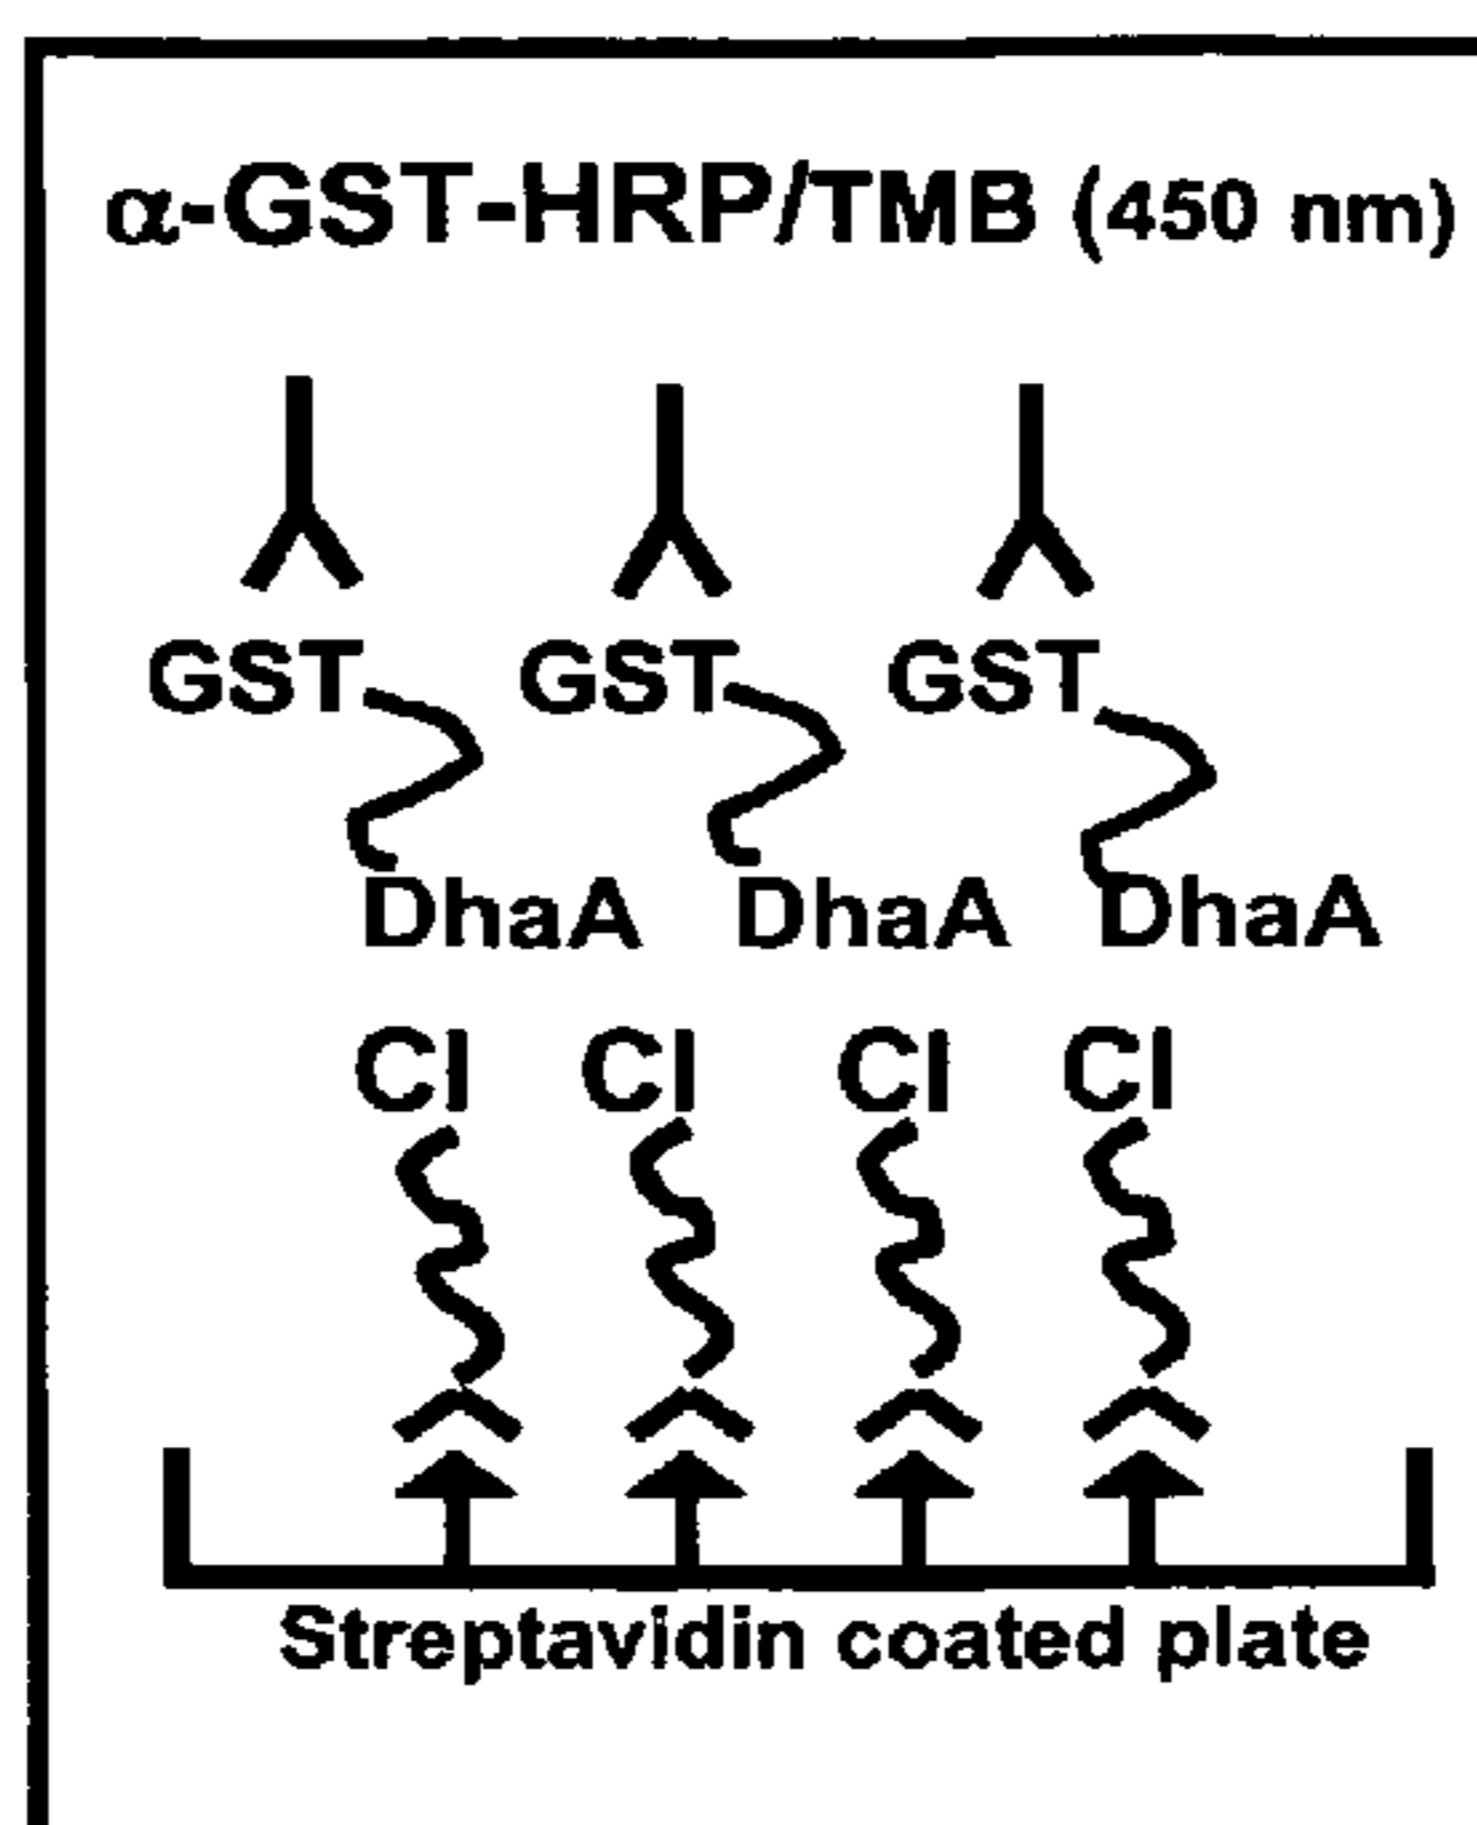 α-GST-HRP/TMB (450 nm)
GST GST GST
DhaA DhaA DhaA
Cl Cl Cl Cl
Streptavidin coated plate